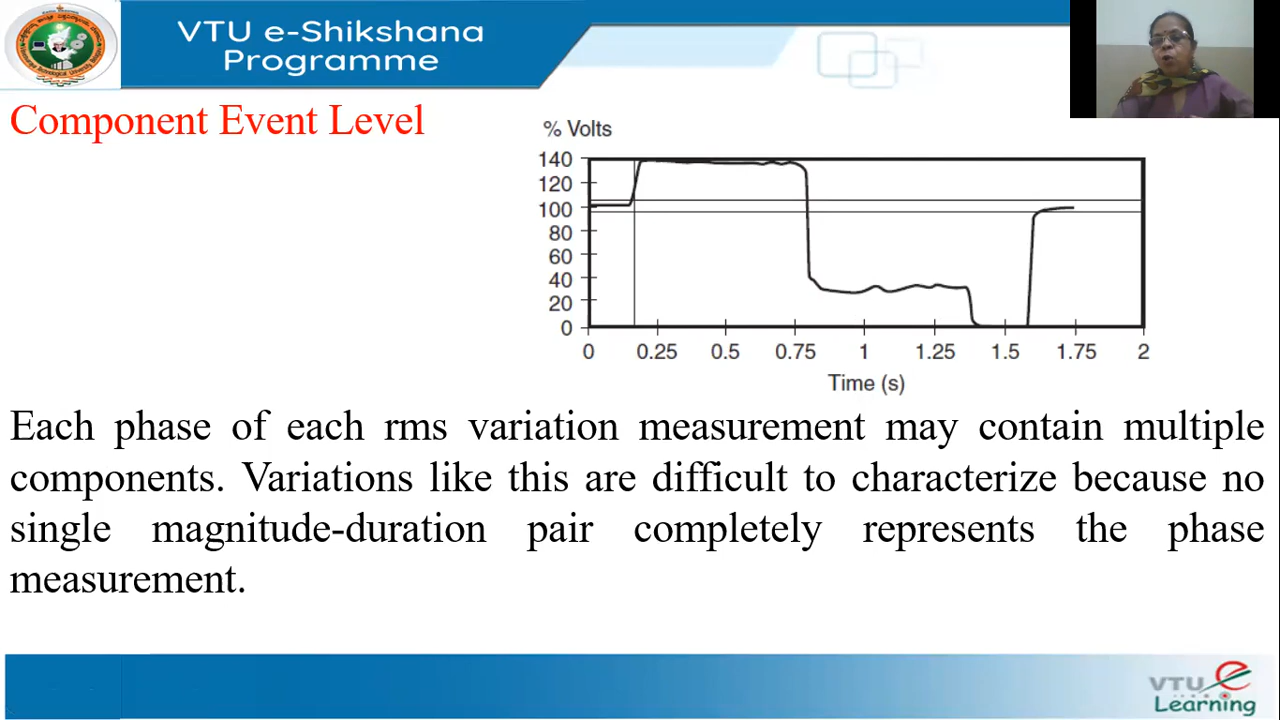 VTU e-Shikshana
Programme
Component Event Level
% Volts
140
120
100
80
60
40
20
0
0 0.25 0.5 0.75 1 1.25 1.5 1.75 2
Time (s)
Each phase of each rms variation measurement may contain multiple
components. Variations like this are difficult to characterize because no
single magnitude-duration pair completely represents the phase
measurement.
VTU e
Learning